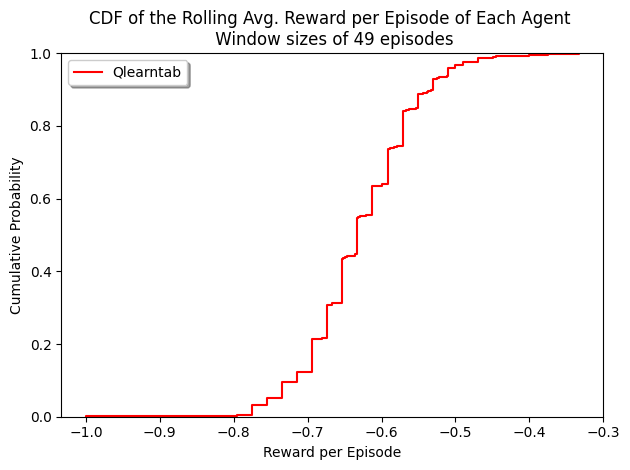 CDF of the Rolling Avg. Reward per Episode of Each Agent
Window sizes of 49 episodes
Qlearntab
1.0
0.8
0.6
0.4
0.2
0.0
Cumulative Probability
−1.0 −0.9 −0.8 −0.7 −0.6 −0.5 −0.4 −0.3
Reward per Episode